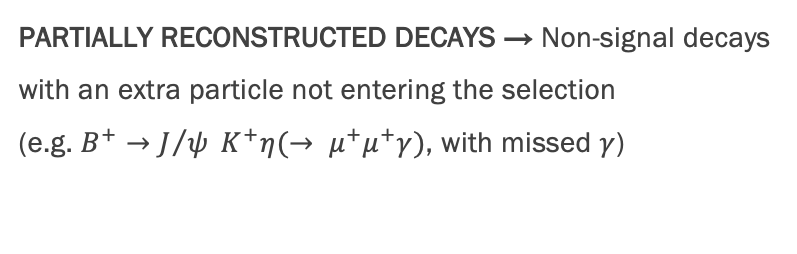 PARTIALLY RECONSTRUCTED DECAYS → Non-signal decays
with an extra particle not entering the selection
(e.g. B⁺ → J/ψ K⁺η(→ μ⁺μ⁺γ), with missed γ)